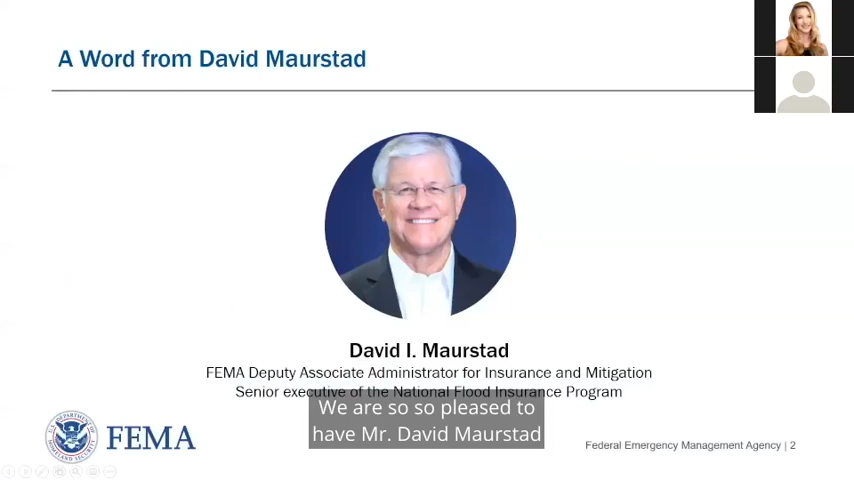 A Word from David Maurstad
David I. Maurstad
FEMA Deputy Associate Administrator for Insurance and Mitigation
Senior executive of the National Flood Insurance Program
We are so so pleased to
have Mr. David Maurstad
FEMA
Federal Emergency Management Agency | 2